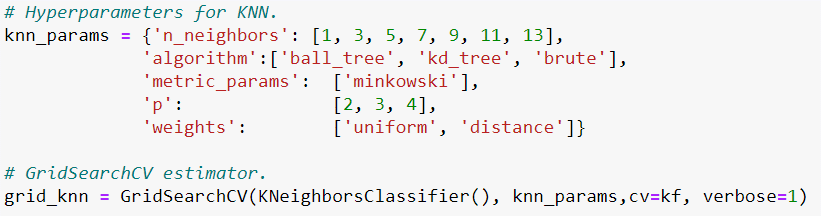 # Hyperparameters for KNN.
knn_params = {'n_neighbors': [1, 3, 5, 7, 9, 11, 13],
'algorithm':['ball_tree', 'kd_tree', 'brute'],
'metric_params':  ['minkowski'],
'p':              [2, 3, 4],
'weights':        ['uniform', 'distance']}
# GridSearchCV estimator.
grid_knn = GridSearchCV(KNeighborsClassifier(), knn_params,cv=kf, verbose=1)